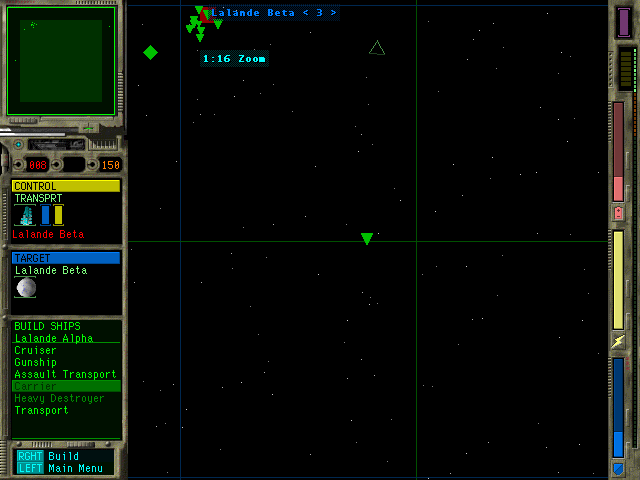 Lalande Beta < 3 >
1:16 Zoom
003 150
CONTROL
TRANSPRT
Lalande Beta
TARGET
Lalande Beta
BUILD SHIPS
Lalande Alpha
Cruiser
Gunship
Assault Transport
Carrier
Heavy Destroyer
Transport
RGHT Build
LEFT Main Menu